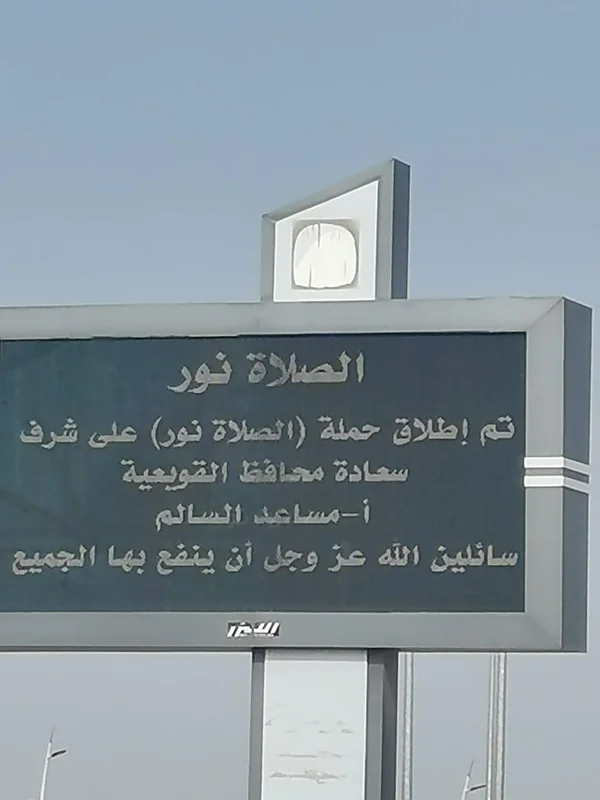 الصلاة نور
تم إطلاق حملة (الصلاة نور) على شرف
سعادة محافظ القويعية
أ-مساعد السالم
سائلين الله عز وجل أن ينفع بها الجميع